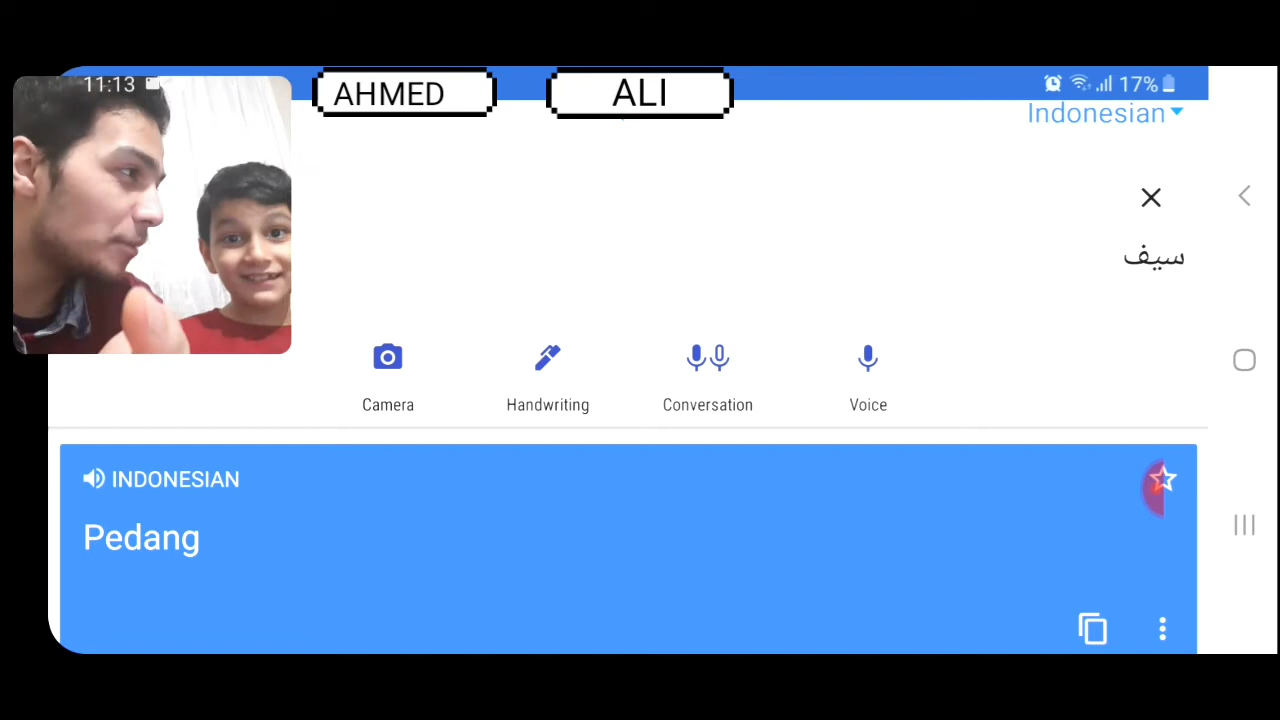 11:13
AHMED
ALI
17%
Indonesian
سيف
Camera
Handwriting
Conversation
Voice
INDONESIAN
Pedang